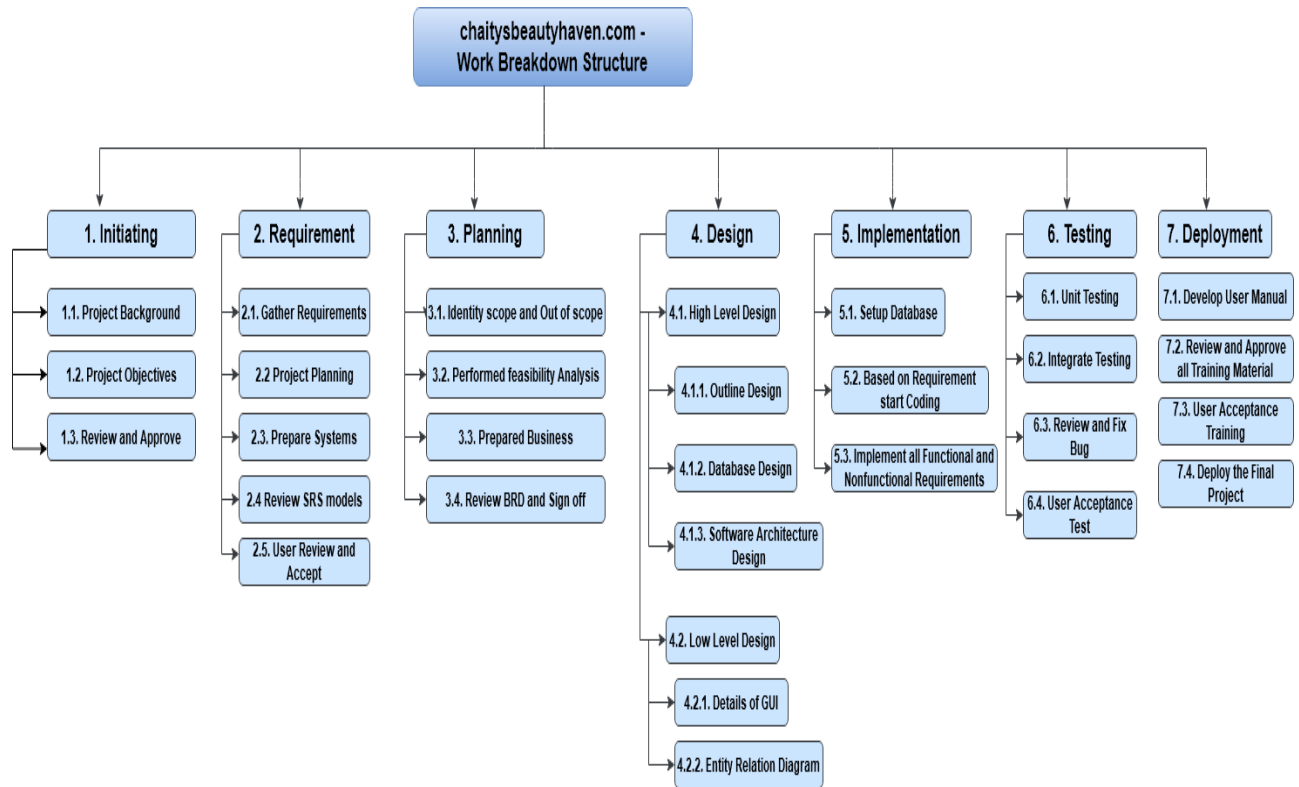 chaitysbeautyhaven.com -
Work Breakdown Structure
1. Initiating
1.1. Project Background
1.2. Project Objectives
1.3. Review and Approve
2. Requirement
2.1. Gather Requirements
2.2 Project Planning
2.3. Prepare Systems
2.4 Review SRS models
2.5. User Review and
Accept
3. Planning
3.1. Identity scope and Out of scope
3.2. Performed feasibility Analysis
3.3. Prepared Business
3.4. Review BRD and Sign off
4. Design
4.1. High Level Design
4.1.1. Outline Design
4.1.2. Database Design
4.1.3. Software Architecture
Design
4.2. Low Level Design
4.2.1. Details of GUI
4.2.2. Entity Relation Diagram
5. Implementation
5.1. Setup Database
5.2. Based on Requirement
start Coding
5.3. Implement all Functional and
Nonfunctional Requirements
6. Testing
6.1. Unit Testing
6.2. Integrate Testing
6.3. Review and Fix
Bug
6.4. User Acceptance
Test
7. Deployment
7.1. Develop User Manual
7.2. Review and Approve
all Training Material
7.3. User Acceptance
Training
7.4. Deploy the Final
Project